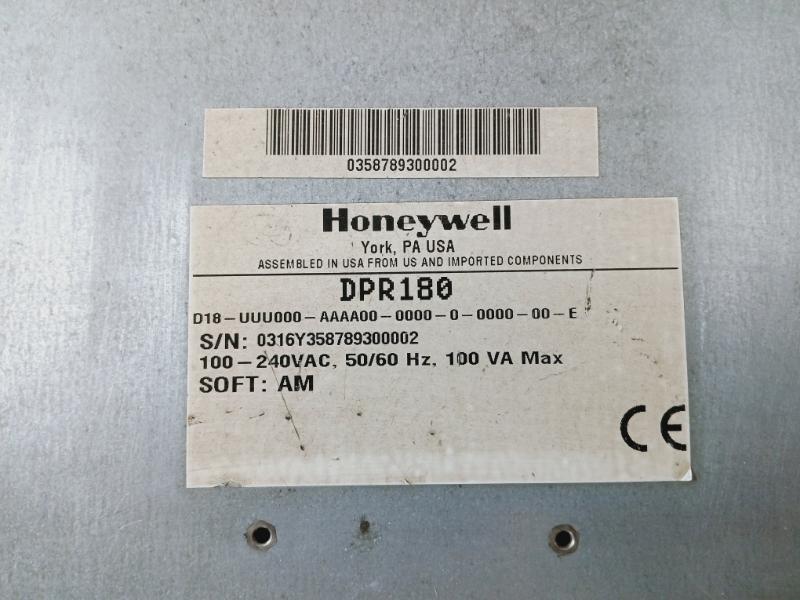 0358789300002
Honeywell
York, PA USA
ASSEMBLED IN USA FROM US AND IMPORTED COMPONENTS
DPR180
D18-UUU000-AAAA00-0000-0-0000-00-E
S/N: 0316Y358789300002
100-240VAC, 50/60 Hz, 100 VA Max
SOFT: AM
CE